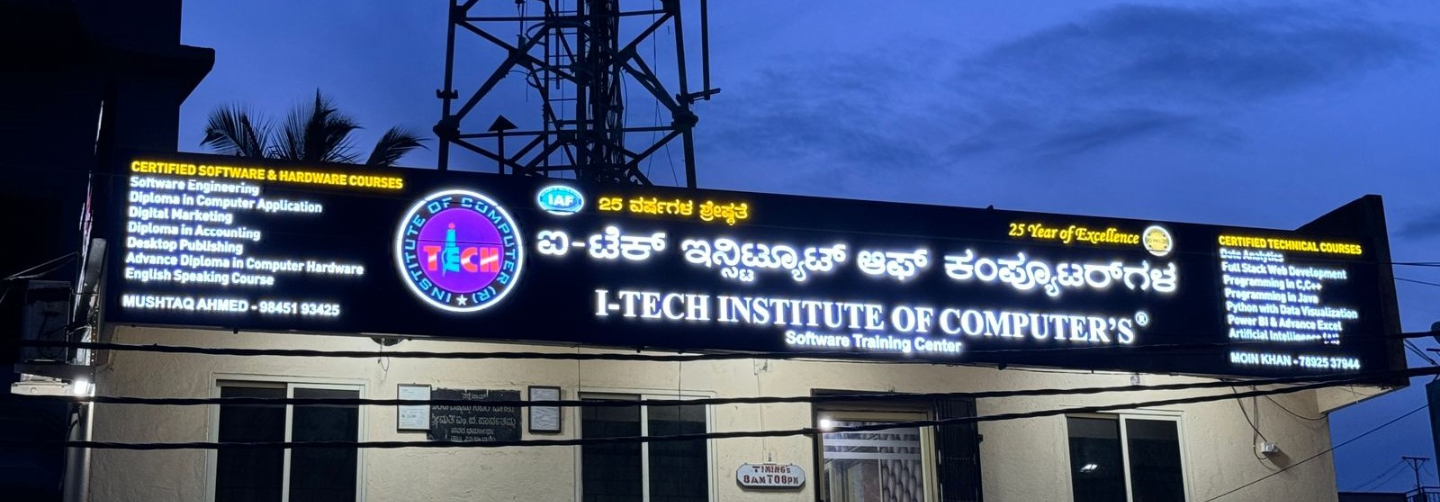 CERTIFIED SOFTWARE & HARDWARE COURSES
Software Engineering
Diploma in Computer Application
Digital Marketing
Diploma in Accounting
Desktop Publishing
Advance Diploma in Computer Hardware
English Speaking Course
MUSHTAQ AHMED - 98451 93425
INSTITUTE OF COMPUTER (R)
TECH
IAF
25 ವರ್ಷಗಳ ಶ್ರೇಷ್ಠತೆ
25 Year of Excellence
ಐ-ಟೆಕ್ ಇನ್ಸಿಟ್ಯೂಟ್ ಆಫ್ ಕಂಪ್ಯೂಟರ್‌ಗಳ
I-TECH INSTITUTE OF COMPUTER'S®
Software Training Center
CERTIFIED TECHNICAL COURSES
Data Analytics
Full Stack Web Development
Programming in C,C++
Programming in Java
Python with Data Visualization
Power BI & Advance Excel
Artificial Intelligence
MOIN KHAN - 78925 37944
TIMING'S
8AM TO 8PM